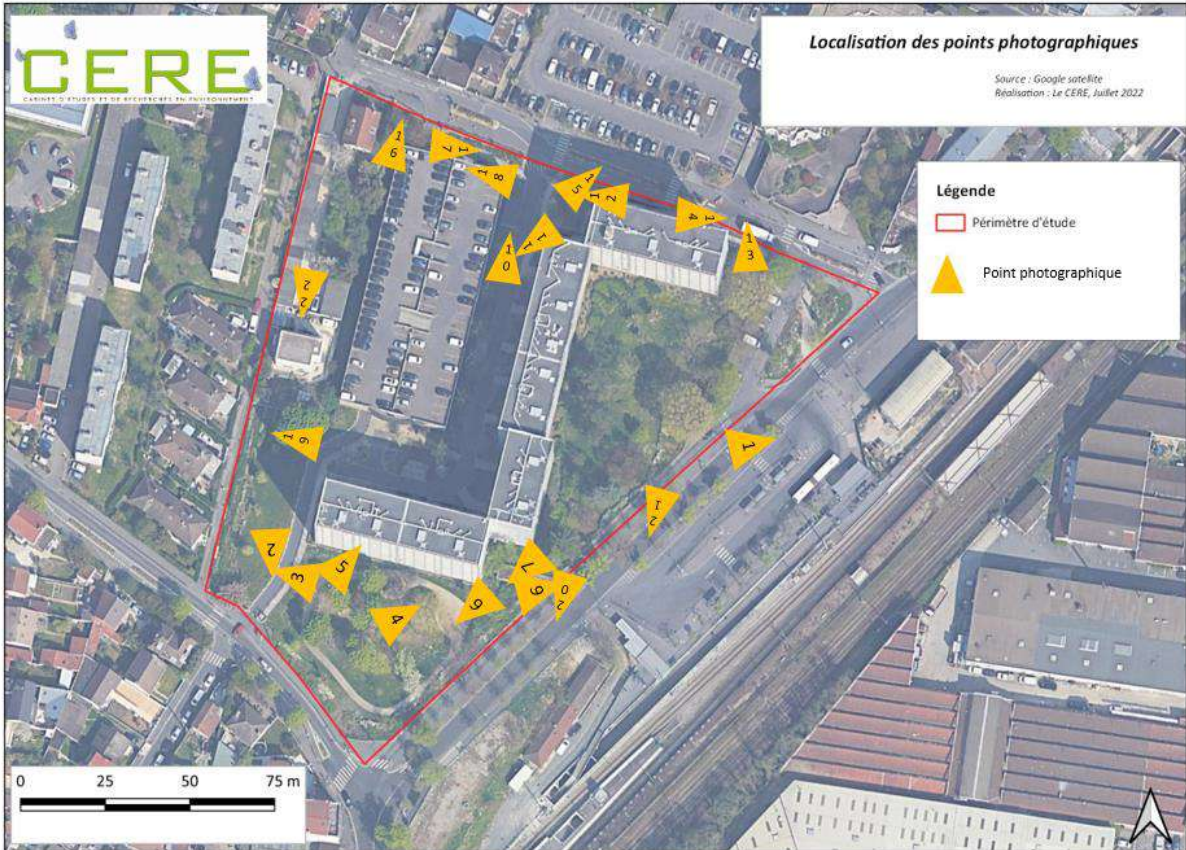 CERE
CABINET D'ETUDES ET DE RECHERCHES EN ENVIRONNEMENT
Localisation des points photographiques
Source : Google satellite
Réalisation : Le CERE, Juillet 2022
Légende
Périmètre d'étude
Point photographique
16
17
18
15
12
14
13
11
10
22
19
1
21
2
3
5
4
6
7
9
20
0 25 50 75 m